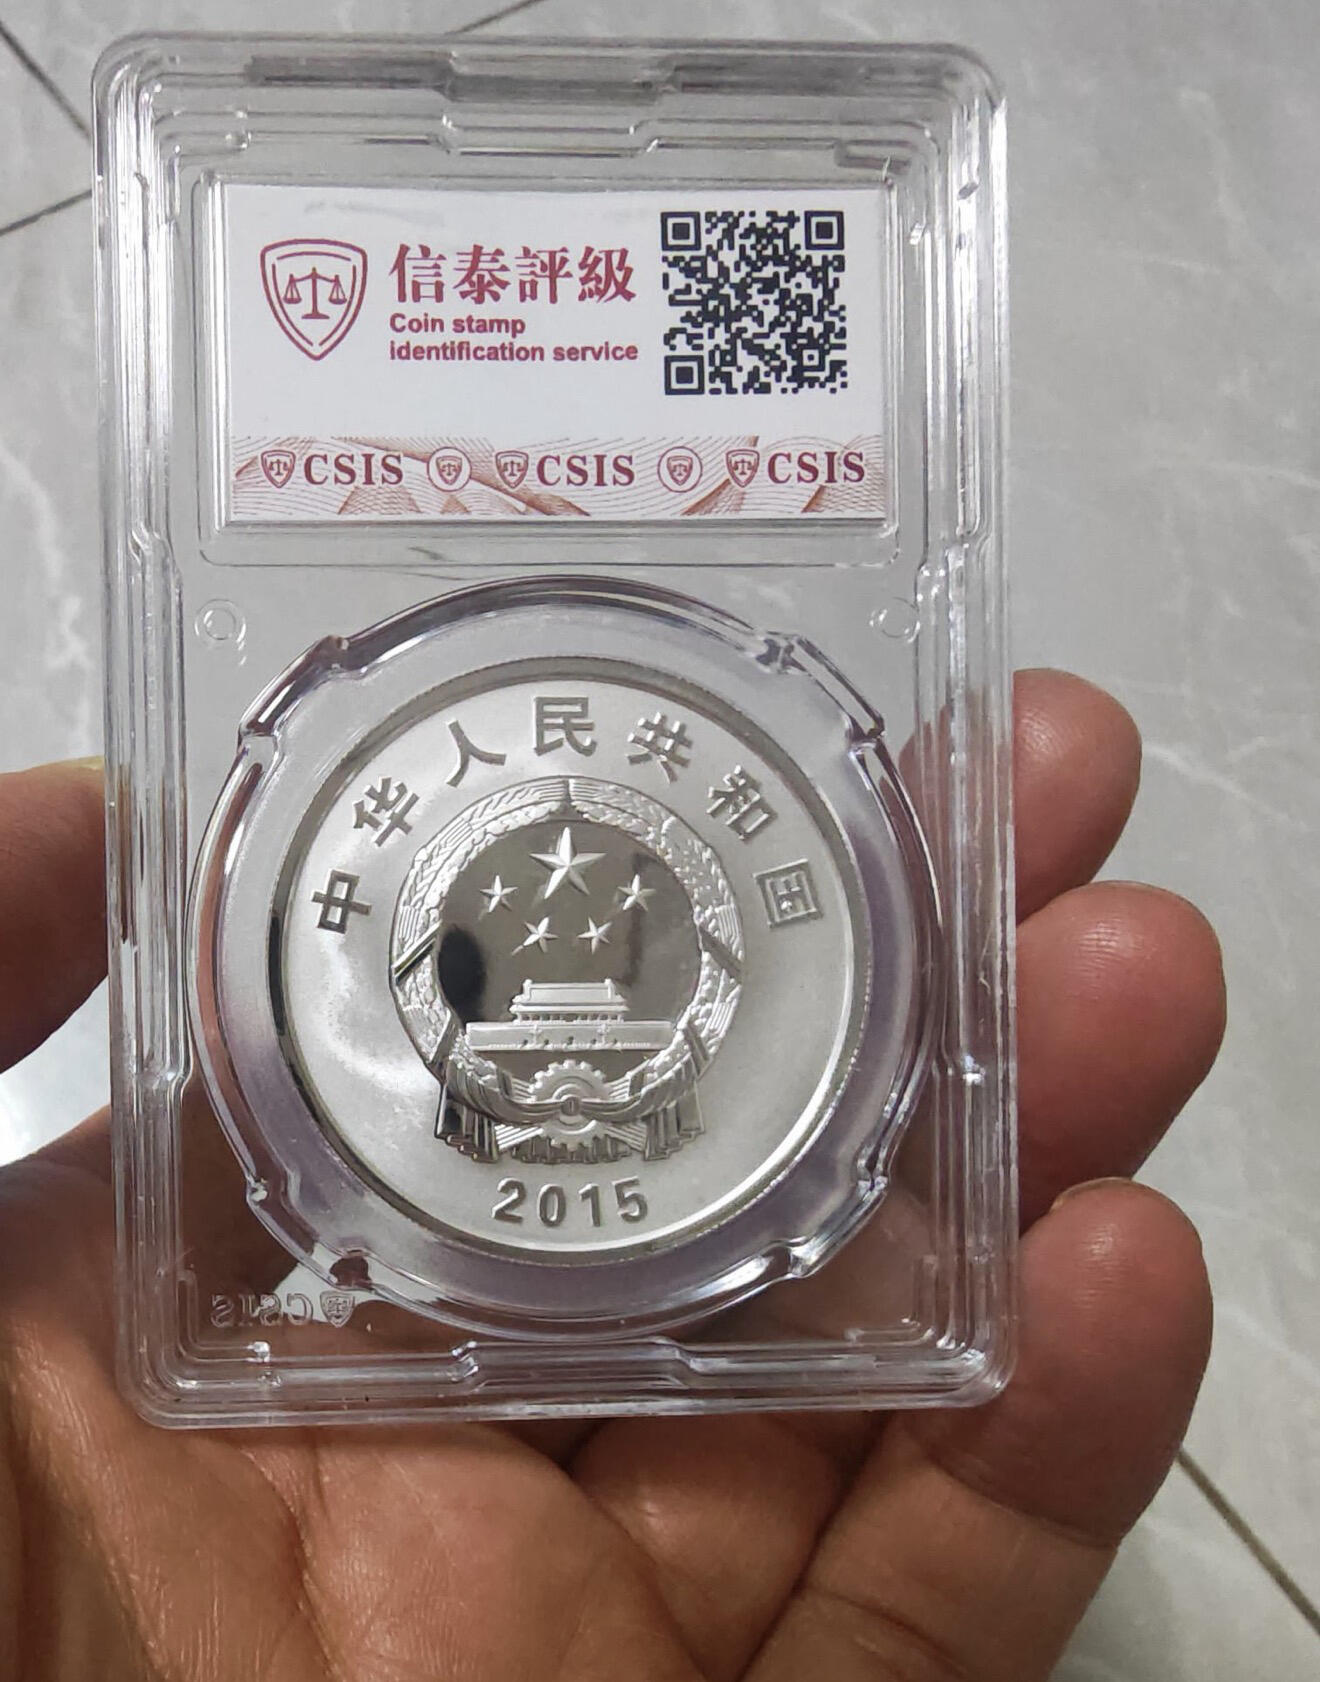 信泰評級
Coin stamp
identification service
CSIS CSIS CSIS
中华人民共和国
2015
CSIS